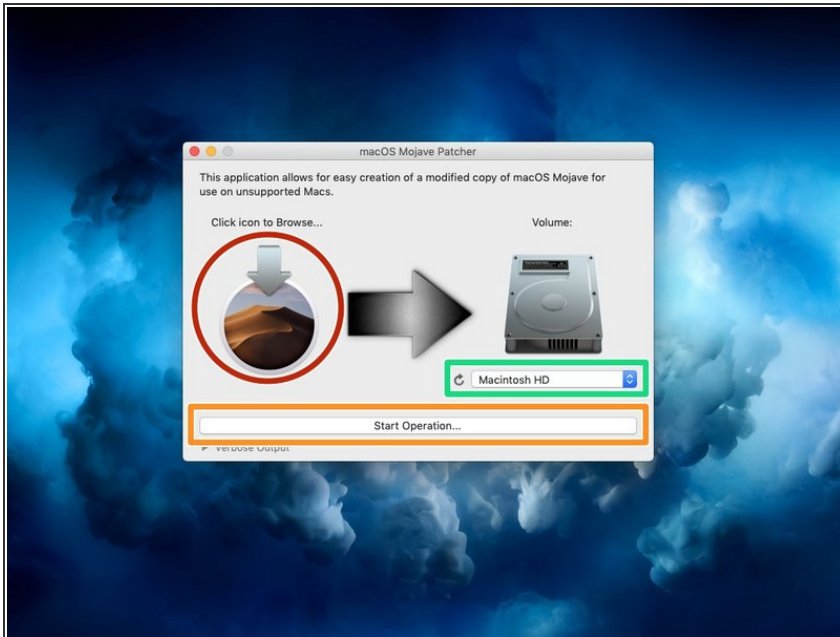 macOS Mojave Patcher
This application allows for easy creation of a modified copy of macOS Mojave for
use on unsupported Macs.
Click icon to Browse...
Volume:
Macintosh HD
Start Operation...
Verbose Output